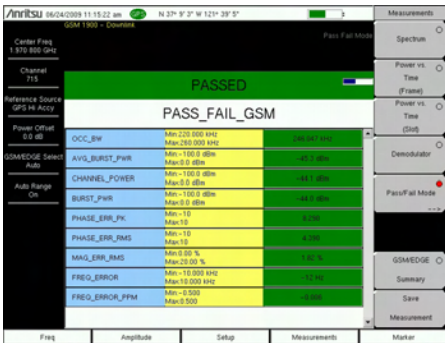 Anritsu 06/24/2009 11:15:22 am GPS N 37° 9' 3" W 121° 39' 5"
Measurements
GSM 1900 - Downlink
Pass Fail Mode
Center Freq
1.970 800 GHz
Channel
715
Reference Source
GPS Hi Accy
Power Offset
0.0 dB
GSM/EDGE Select
Auto
Auto Range
On
PASSED
PASS_FAIL_GSM
OCC_BW Min:220.000 kHz Max:260.000 kHz 246.847 kHz
AVG_BURST_PWR Min:-100.0 dBm Max:0.0 dBm -45.3 dBm
CHANNEL_POWER Min:-100.0 dBm Max:0.0 dBm -44.1 dBm
BURST_PWR Min:-100.0 dBm Max:0.0 dBm -44.0 dBm
PHASE_ERR_PK Min:-10 Max:10
PHASE_ERR_RMS Min:-10 Max:10
MAG_ERR_RMS Min:0.00 % Max:20.00 % 1.62 %
FREQ_ERROR Min:-10.000 kHz Max:10.000 kHz -12 Hz
FREQ_ERROR_PPM Min:-0.500 Max:0.500
Spectrum
Power vs.
Time
(Frame)
Power vs.
Time
(Slot)
Demodulator
Pass/Fail Mode
-->
GSM/EDGE
Summary
Save
Measurement
Freq Amplitude Setup Measurements Marker